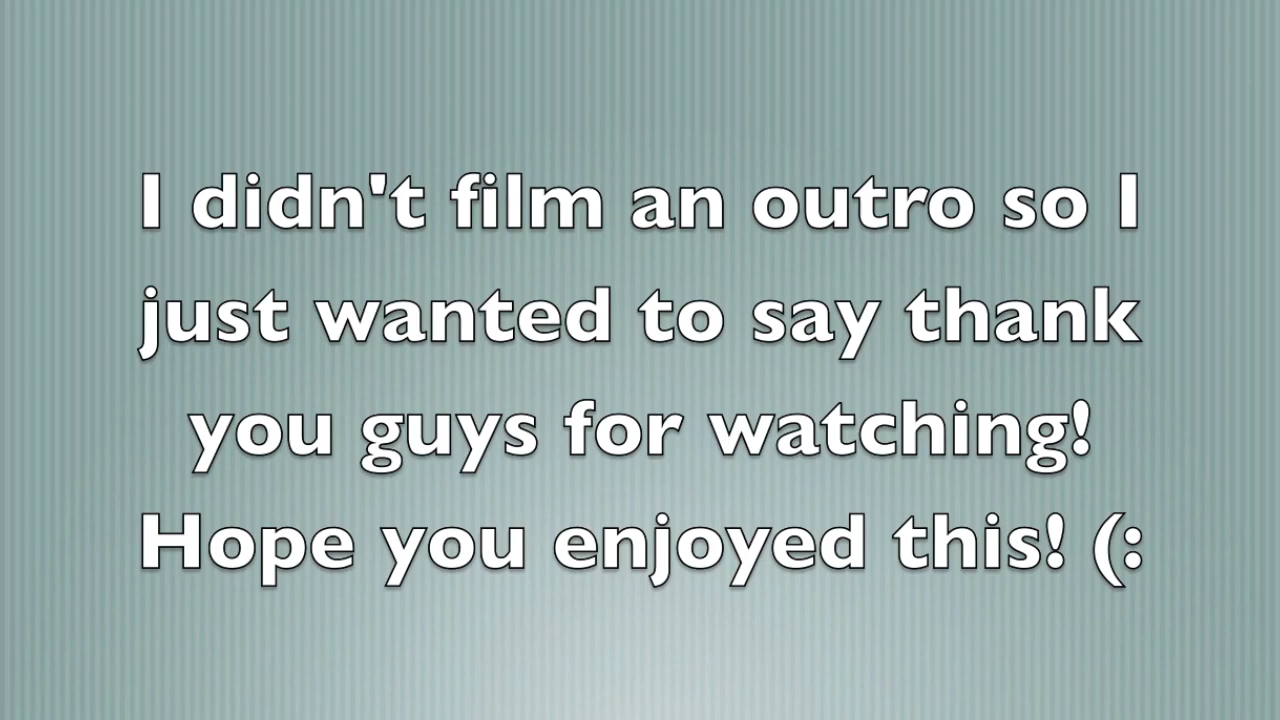 I didn't film an outro so I
just wanted to say thank
you guys for watching!
Hope you enjoyed this! (: